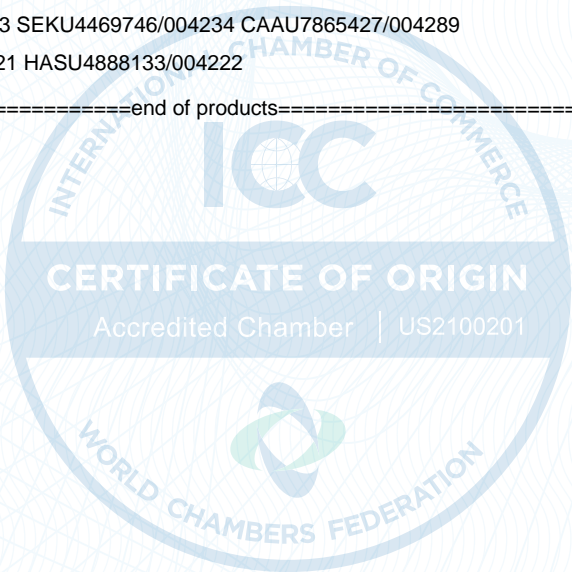 3 SEKU4469746/004234 CAAU7865427/004289
21 HASU4888133/004222
===========end of products========================
INTERNATIONAL CHAMBER OF COMMERCE
ICC
CERTIFICATE OF ORIGIN
Accredited Chamber | US2100201
WORLD CHAMBERS FEDERATION